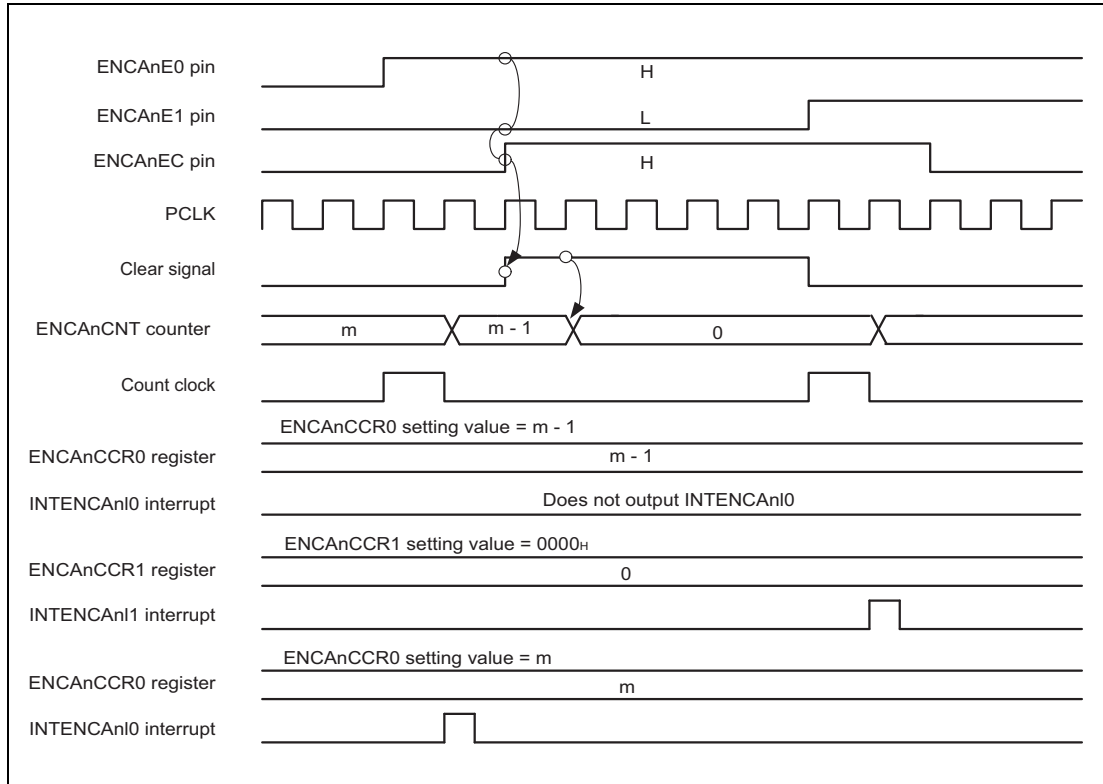 ENCAnE0 pin
H
ENCAnE1 pin
L
ENCAnEC pin
H
PCLK
Clear signal
ENCAnCNT counter
m
m - 1
0
Count clock
ENCAnCCR0 setting value = m - 1
ENCAnCCR0 register
m - 1
INTENCAnI0 interrupt
Does not output INTENCAnI0
ENCAnCCR1 setting value = 0000H
ENCAnCCR1 register
0
INTENCAnI1 interrupt
ENCAnCCR0 setting value = m
ENCAnCCR0 register
m
INTENCAnI0 interrupt